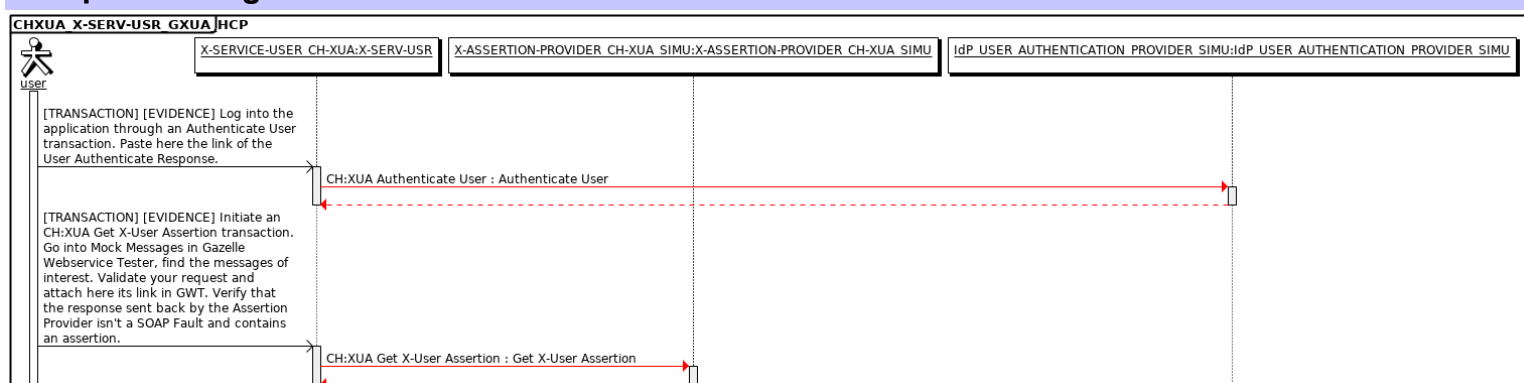 CHXUA_X-SERV-USR_GXUA_HCP
X-SERVICE-USER_CH-XUA:X-SERV-USR
X-ASSERTION-PROVIDER_CH-XUA_SIMU:X-ASSERTION-PROVIDER_CH-XUA_SIMU
IdP_USER_AUTHENTICATION_PROVIDER_SIMU:IdP_USER_AUTHENTICATION_PROVIDER_SIMU
user
[TRANSACTION] [EVIDENCE] Log into the
application through an Authenticate User
transaction. Paste here the link of the
User Authenticate Response.
CH:XUA Authenticate User : Authenticate User
[TRANSACTION] [EVIDENCE] Initiate an
CH:XUA Get X-User Assertion transaction.
Go into Mock Messages in Gazelle
Webservice Tester, find the messages of
interest. Validate your request and
attach here its link in GWT. Verify that
the response sent back by the Assertion
Provider isn't a SOAP Fault and contains
an assertion.
CH:XUA Get X-User Assertion : Get X-User Assertion